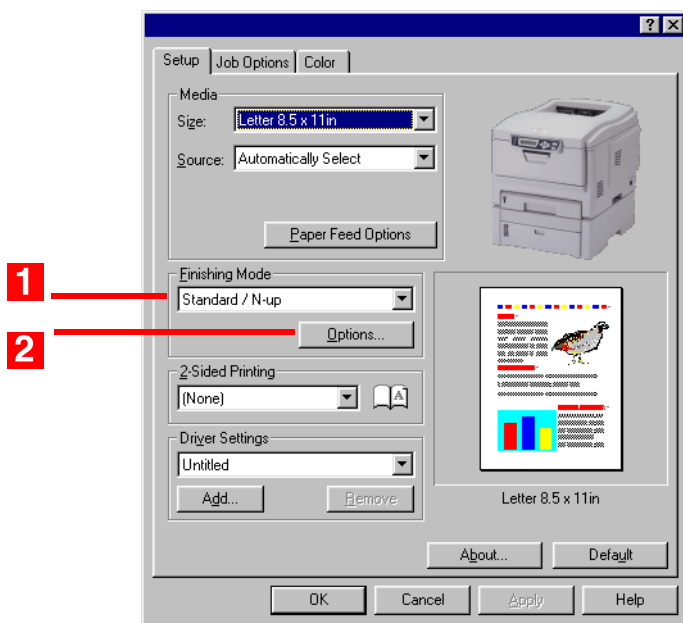 ? X
Setup Job Options Color
Media
Size: Letter 8.5 x 11in
Source: Automatically Select
Paper Feed Options
1
Finishing Mode
Standard / N-up
2
Options...
2-Sided Printing
(None)
A
Driver Settings
Untitled
Add... Remove
Letter 8.5 x 11in
About... Default
OK Cancel Apply Help